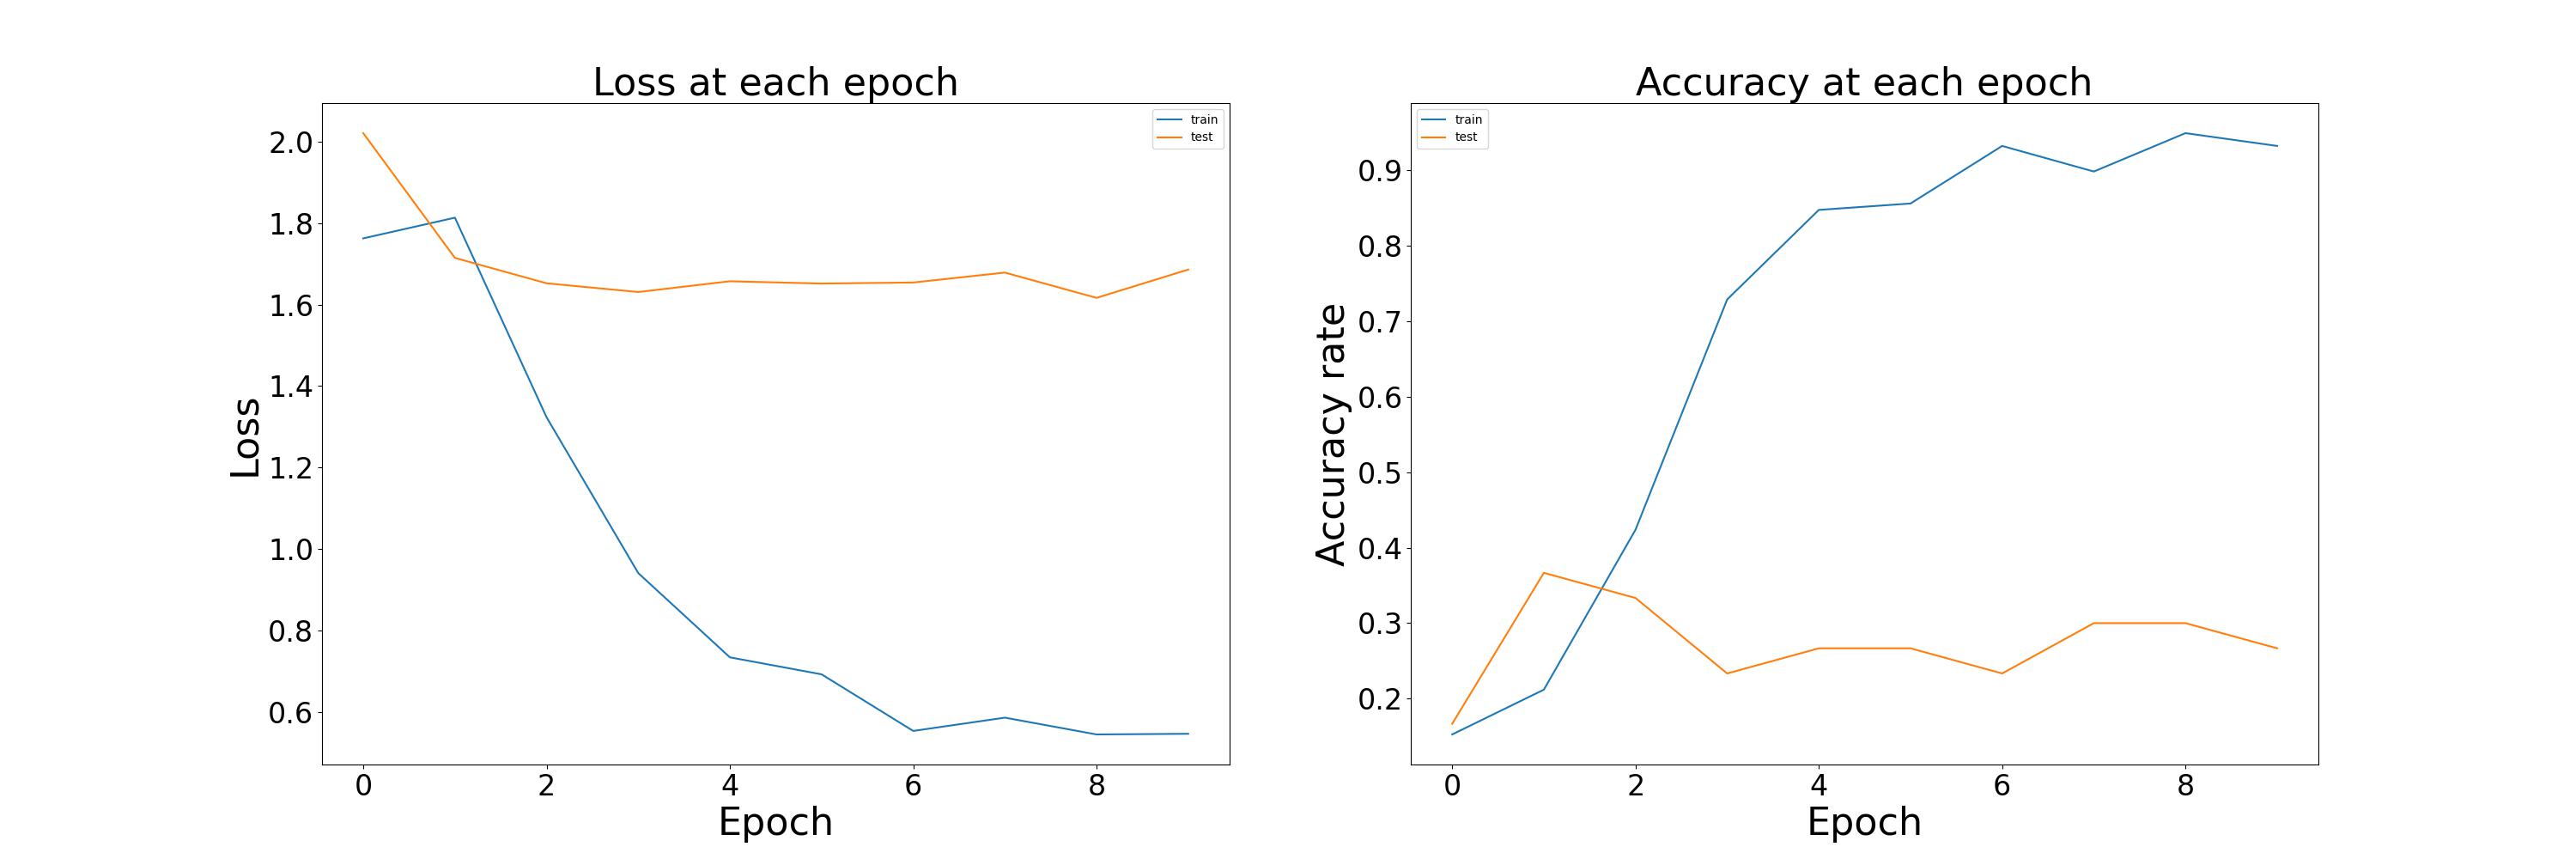 Loss at each epoch
train
test
2.0
1.8
1.6
1.4
1.2
1.0
0.8
0.6
Loss
0 2 4 6 8
Epoch
Accuracy at each epoch
train
test
0.9
0.8
0.7
0.6
0.5
0.4
0.3
0.2
Accuracy rate
0 2 4 6 8
Epoch